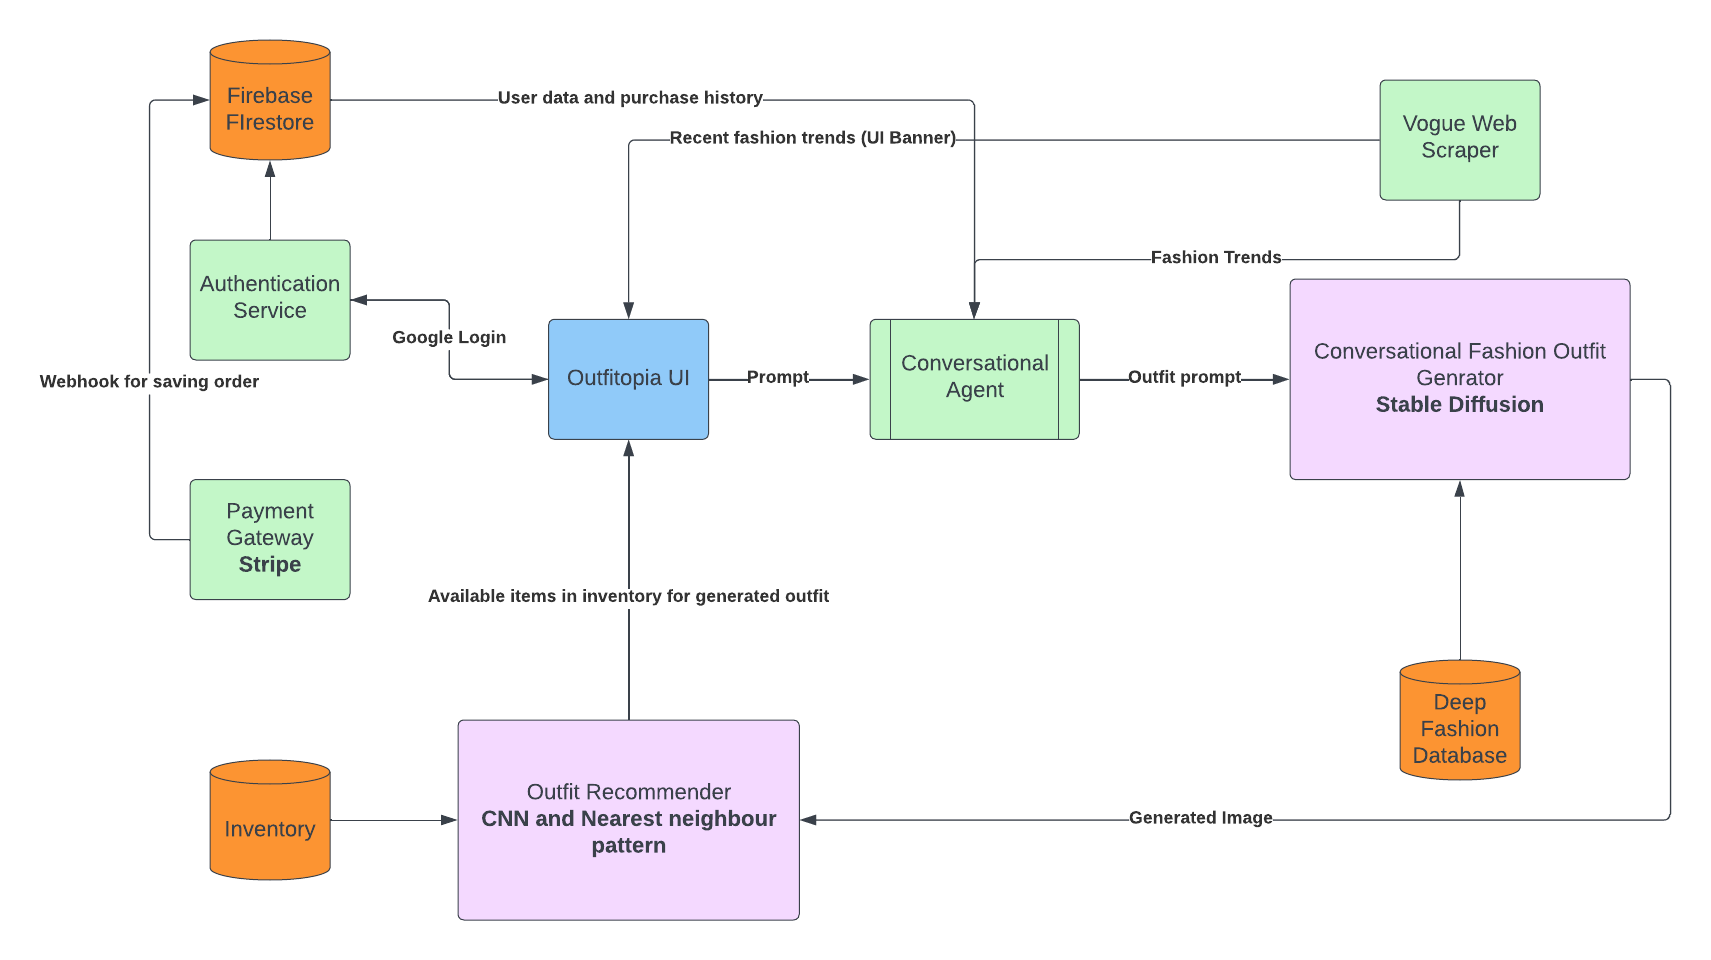 Firebase
FIrestore
User data and purchase history
Recent fashion trends (UI Banner)
Vogue Web
Scraper
Authentication
Service
Fashion Trends
Google Login
Webhook for saving order
Outfitopia UI
Prompt
Conversational
Agent
Outfit prompt
Conversational Fashion Outfit
Genrator
Stable Diffusion
Payment
Gateway
Stripe
Available items in inventory for generated outfit
Deep
Fashion
Database
Inventory
Outfit Recommender
CNN and Nearest neighbour
pattern
Generated Image